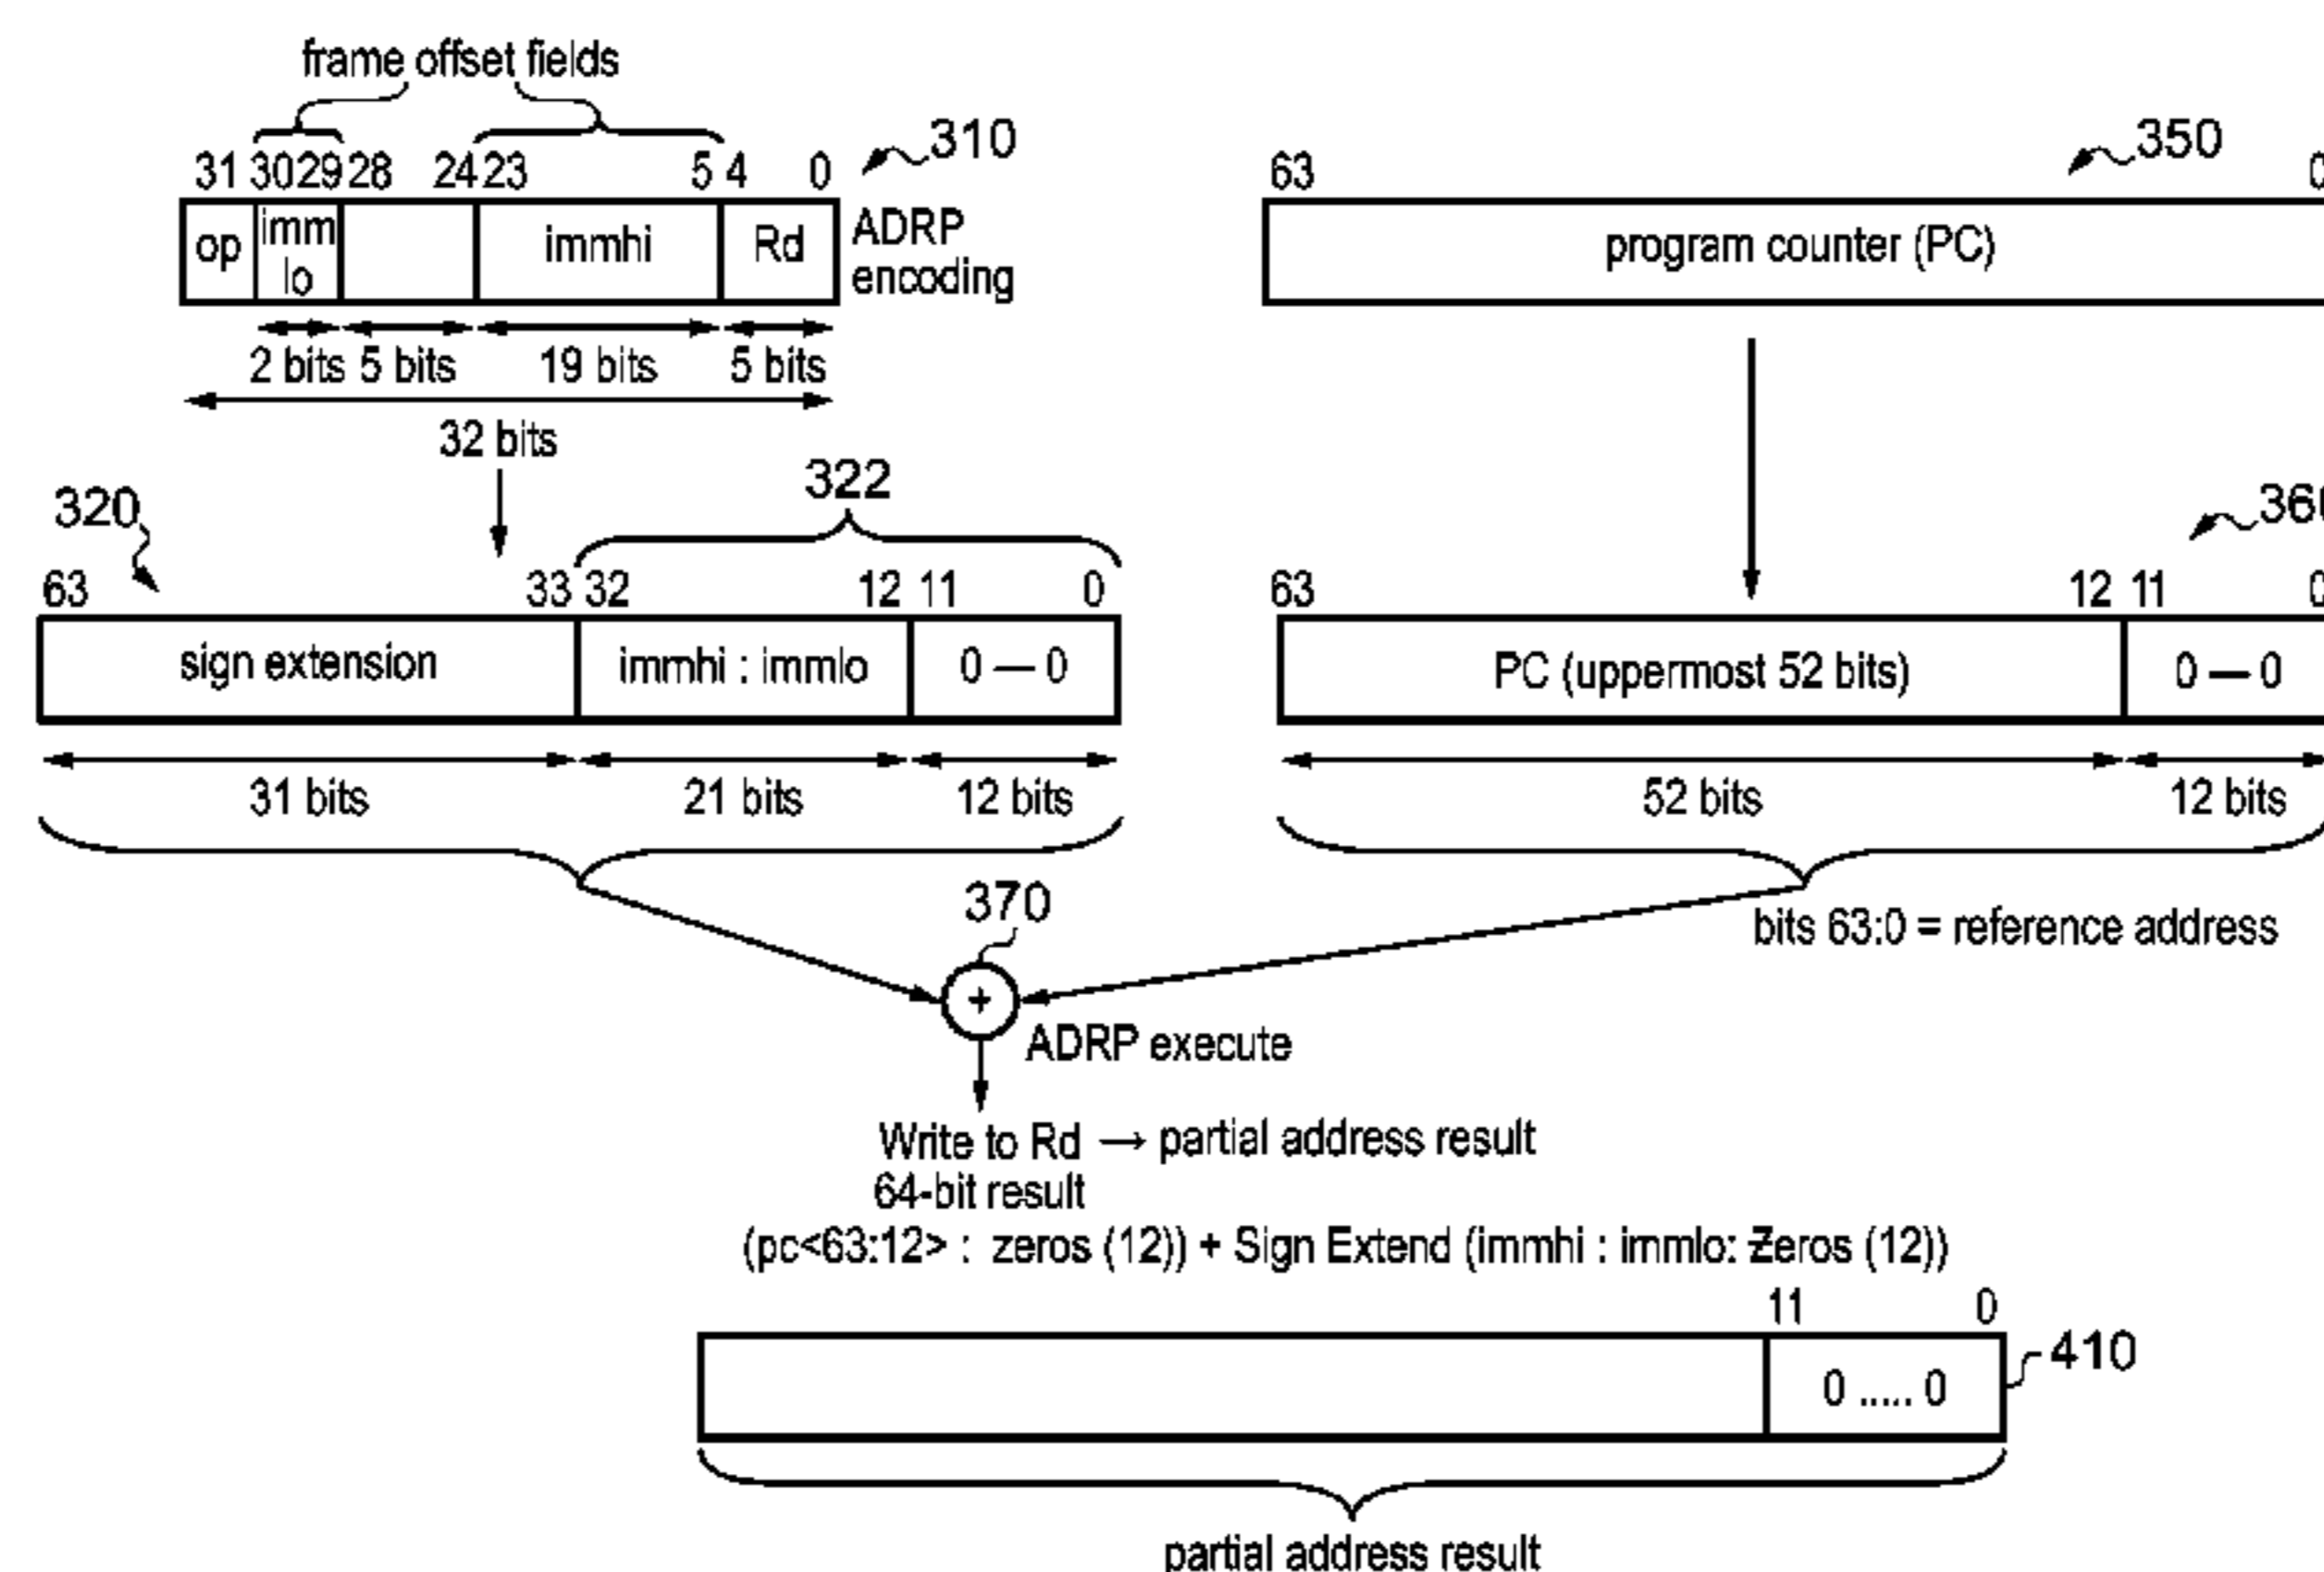 frame offset fields
31 30 29 28 24 23 5 4 0 310
op imm lo immhi Rd ADRP encoding
2 bits 5 bits 19 bits 5 bits
32 bits
63 0 350
program counter (PC)
320 322
63 33 32 12 11 0
sign extension immhi : immlo 0 — 0
31 bits 21 bits 12 bits
63 12 11 0
PC (uppermost 52 bits) 0 — 0
52 bits 12 bits
bits 63:0 = reference address
370
+
ADRP execute
Write to Rd → partial address result
64-bit result
(pc<63:12> : zeros (12)) + Sign Extend (immhi : immlo: Zeros (12))
11 0
0 ..... 0 410
partial address result